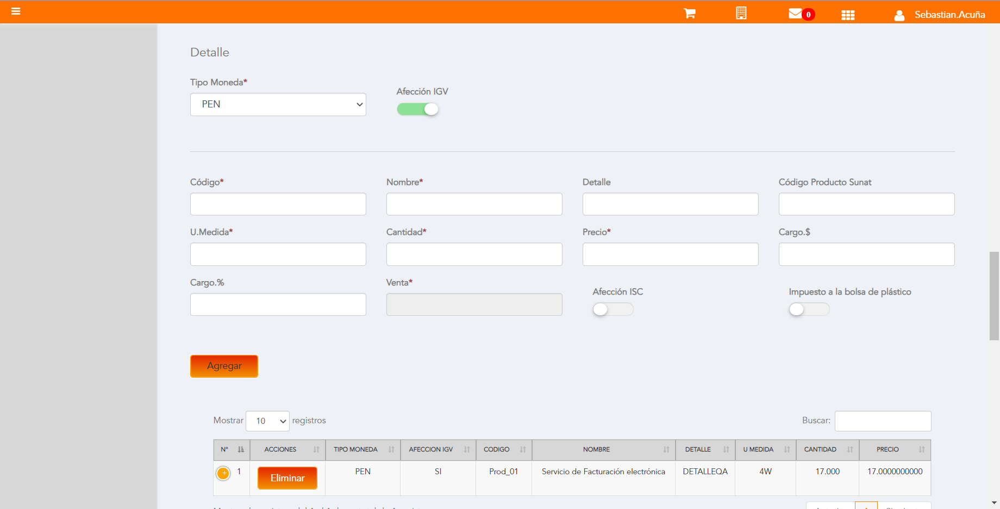 0 Sebastian.Acuña
Detalle
Tipo Moneda*
Afección IGV
PEN
Código* Nombre* Detalle Código Producto Sunat
U.Medida* Cantidad* Precio* Cargo.$
Cargo.% Venta* Afección ISC Impuesto a la bolsa de plástico
Agregar
Mostrar 10 registros Buscar:
N° ACCIONES TIPO MONEDA AFECCION IGV CODIGO NOMBRE DETALLE U MEDIDA CANTIDAD PRECIO
1 Eliminar PEN SI Prod_01 Servicio de Facturación electrónica DETALLEQA 4W 17.000 17.0000000000